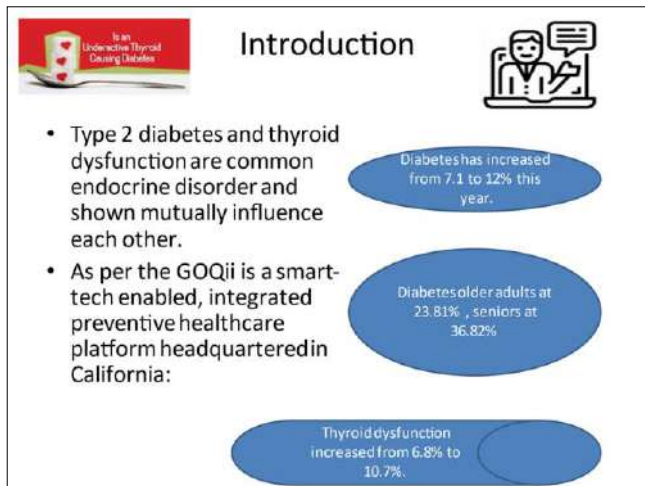 Is an
Underactive Thyroid
Causing Diabetes
Introduction
• Type 2 diabetes and thyroid
dysfunction are common
endocrine disorder and
shown mutually influence
each other.
• As per the GOQii is a smart-
tech enabled, integrated
preventive healthcare
platform headquartered in
California:
Diabetes has increased
from 7.1 to 12% this
year.
Diabetes older adults at
23.81% , seniors at
36.82%
Thyroid dysfunction
increased from 6.8% to
10.7%.